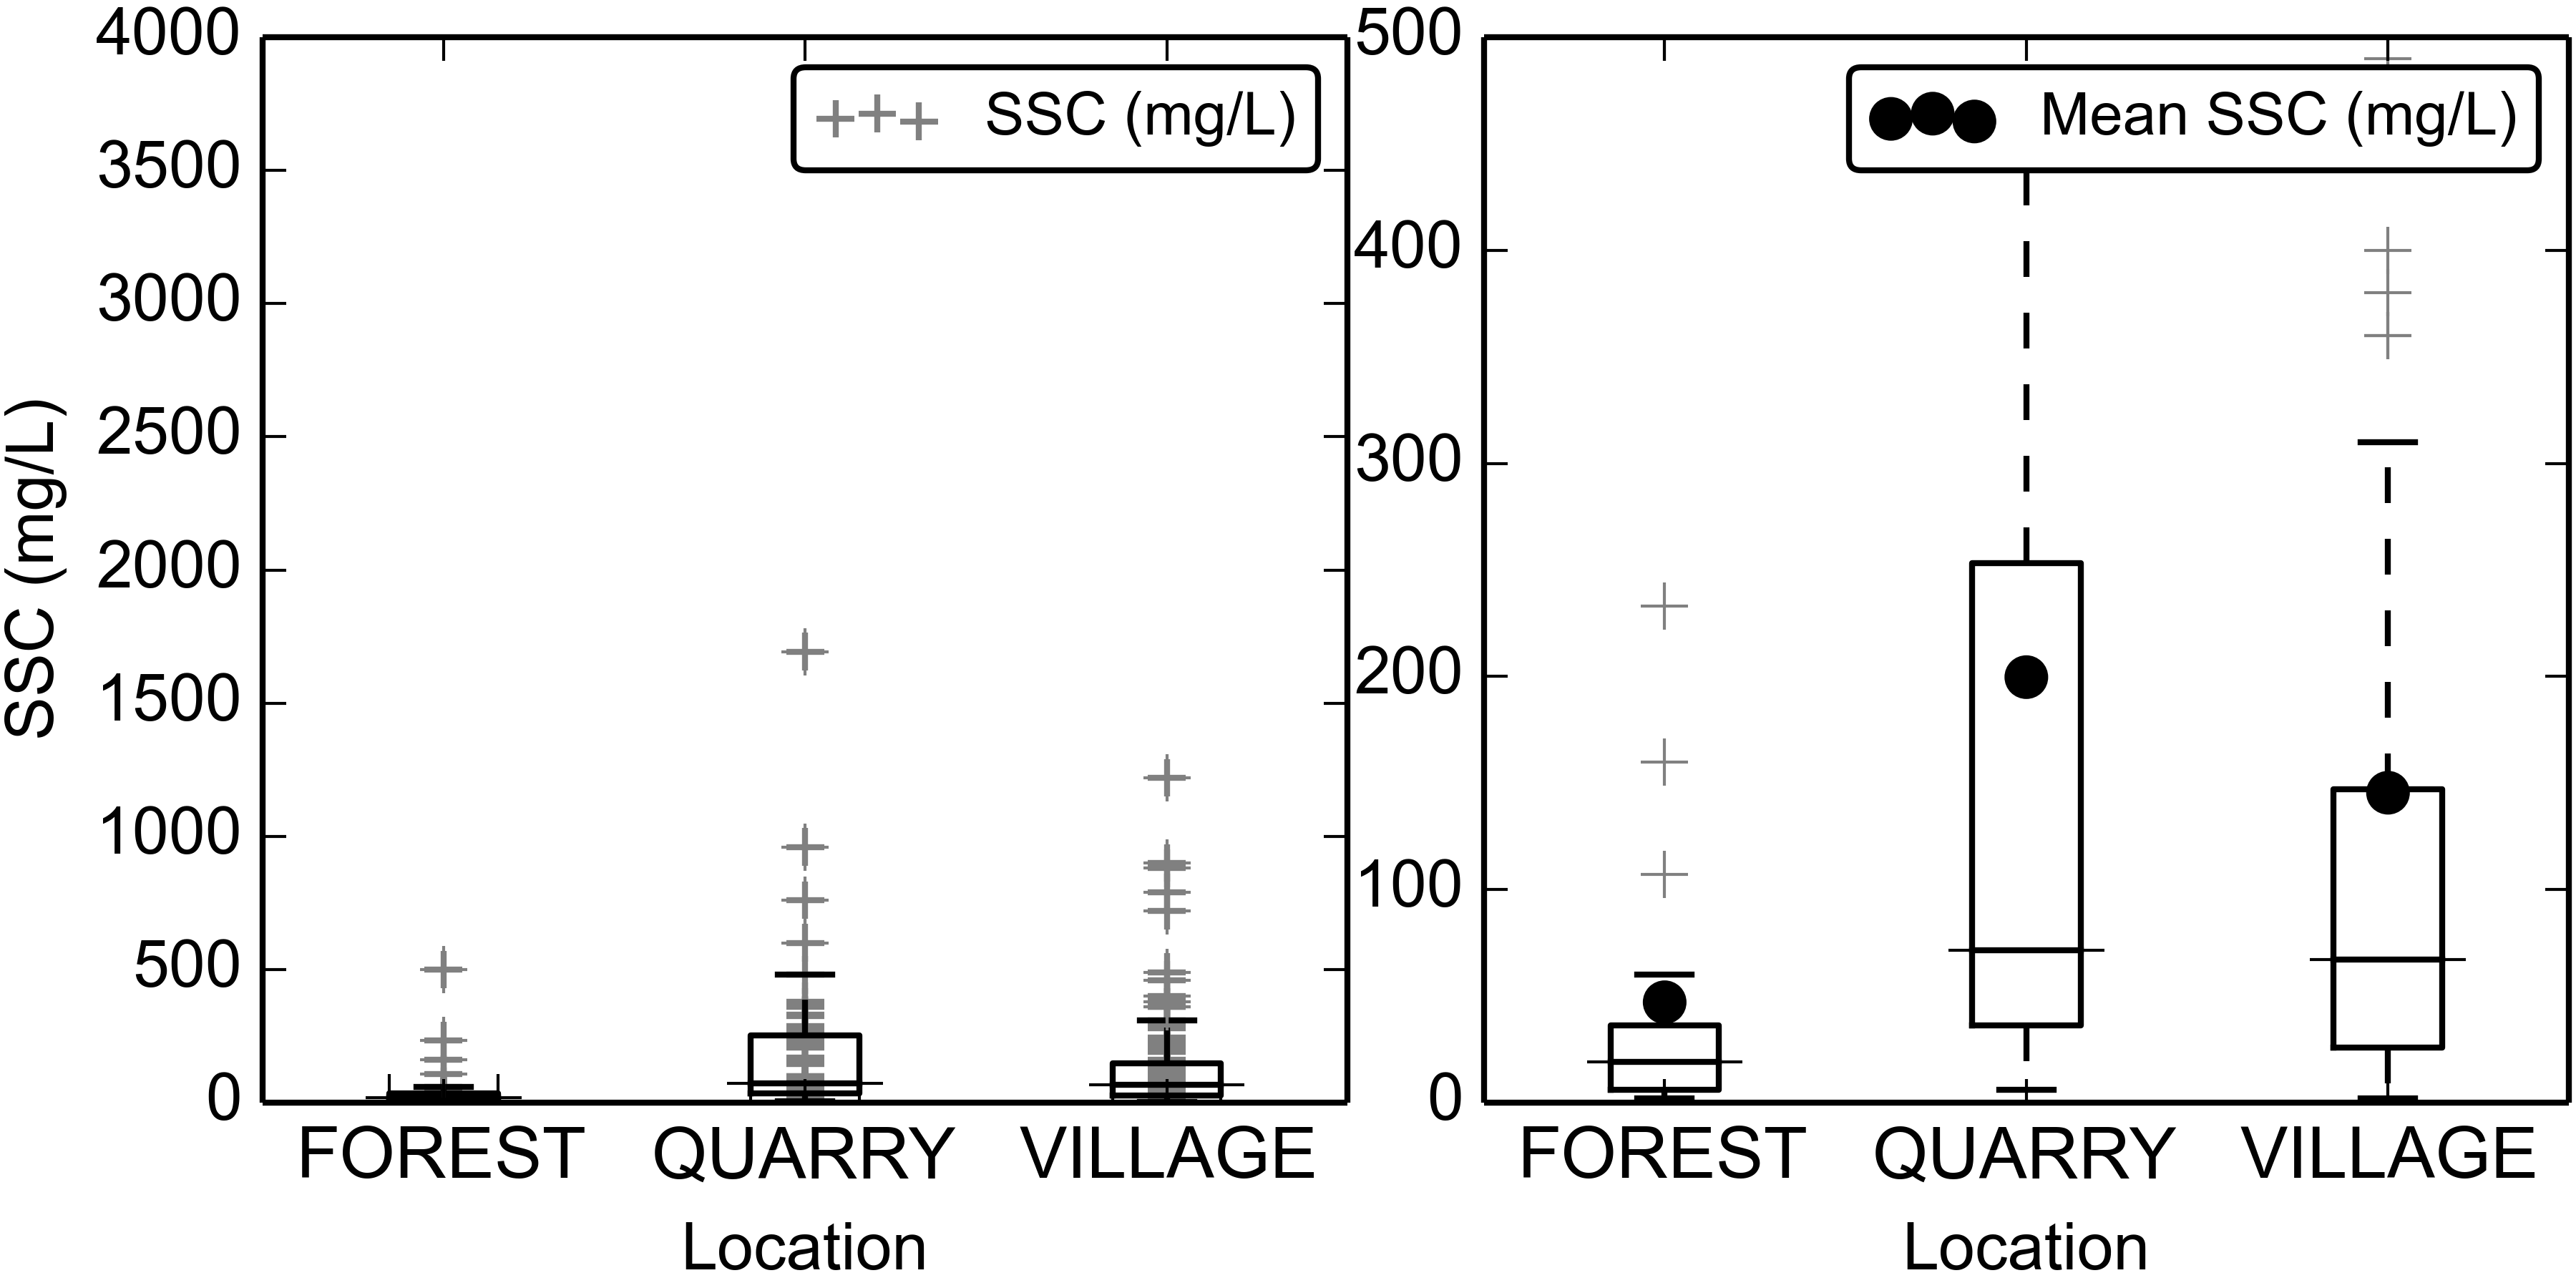 4000
3500
3000
2500
2000
1500
1000
500
0
SSC (mg/L)
SSC (mg/L)
FOREST QUARRY VILLAGE
Location
500
400
300
200
100
0
Mean SSC (mg/L)
FOREST QUARRY VILLAGE
Location